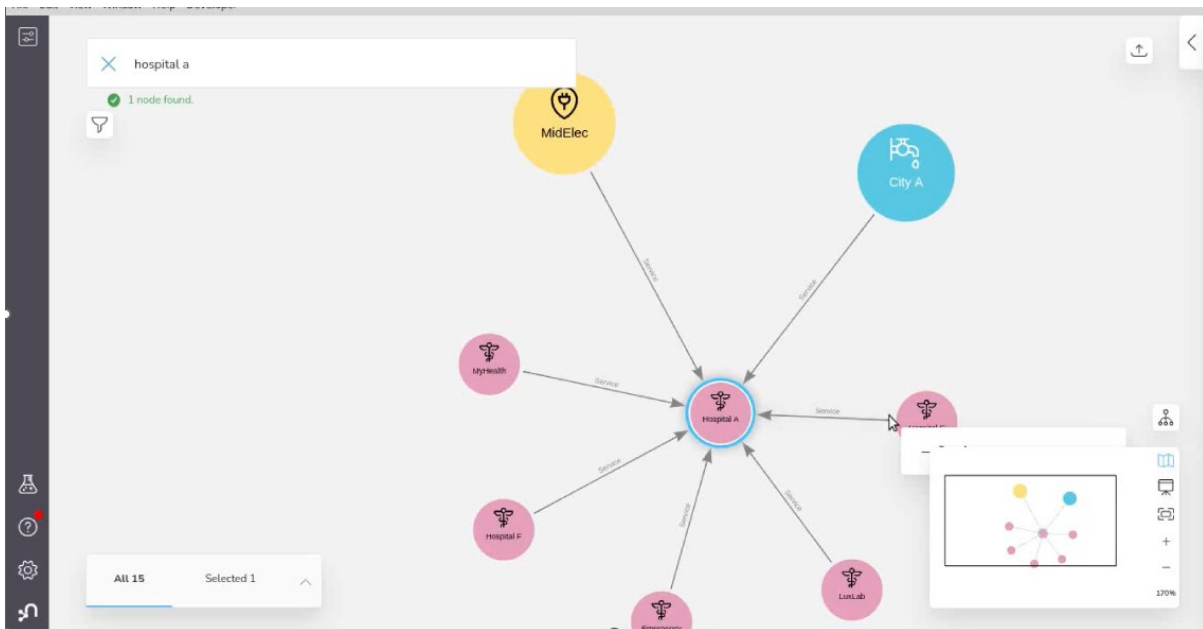 hospital a
1 node found.
MidElec
City A
Service
Service
MyHealth
Service
Hospital A
Service
Service
Hospital F
Service
Service
LuxLab
Emergency
All 15
Selected 1
170%